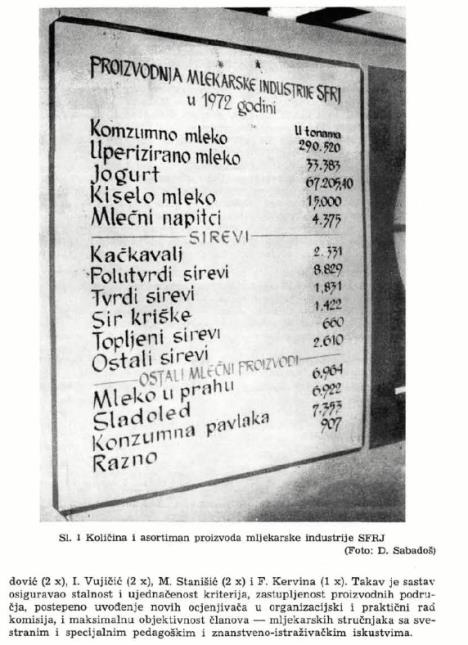 PROIZVODNJA MLEKARSKE INDUSTRIJE SFRJ
u 1972 godini
U tonama
Komzumno mleko 290.520
Uperizirano mleko 33.383
Jogurt 67.205,10
Kiselo mleko 15.000
Mlečni napitci 4.375
SIREVI
Kačkavalj 2.331
Polutvrdi sirevi 8.829
Tvrdi sirevi 1,831
Sir kriške 1.422
Topljeni sirevi 660
Ostali sirevi 2.610
OSTALI MLEČNI PROIZVODI
Mleko u prahu 6.964
Sladoled 6.922
Konzumna pavlaka 7.353
Razno 907
Sl. 1 Količina i asortiman proizvoda mljekarske industrije SFRJ
(Foto: D. Sabadoš)
dović (2 x), I. Vujičić (2 x), M. Stanišić (2 x) i F. Kervina (1 x). Takav je sastav
osiguravao stalnost i ujednačenost kriterija, zastupljenost proizvodnih podru-
čja, postepeno uvođenje novih ocjenjivača u organizacijski i praktični rad
komisija, i maksimalnu objektivnost članova — mljekarskih stručnjaka sa sve-
stranim i specijalnim pedagoškim i znanstveno-istraživačkim iskustvima.